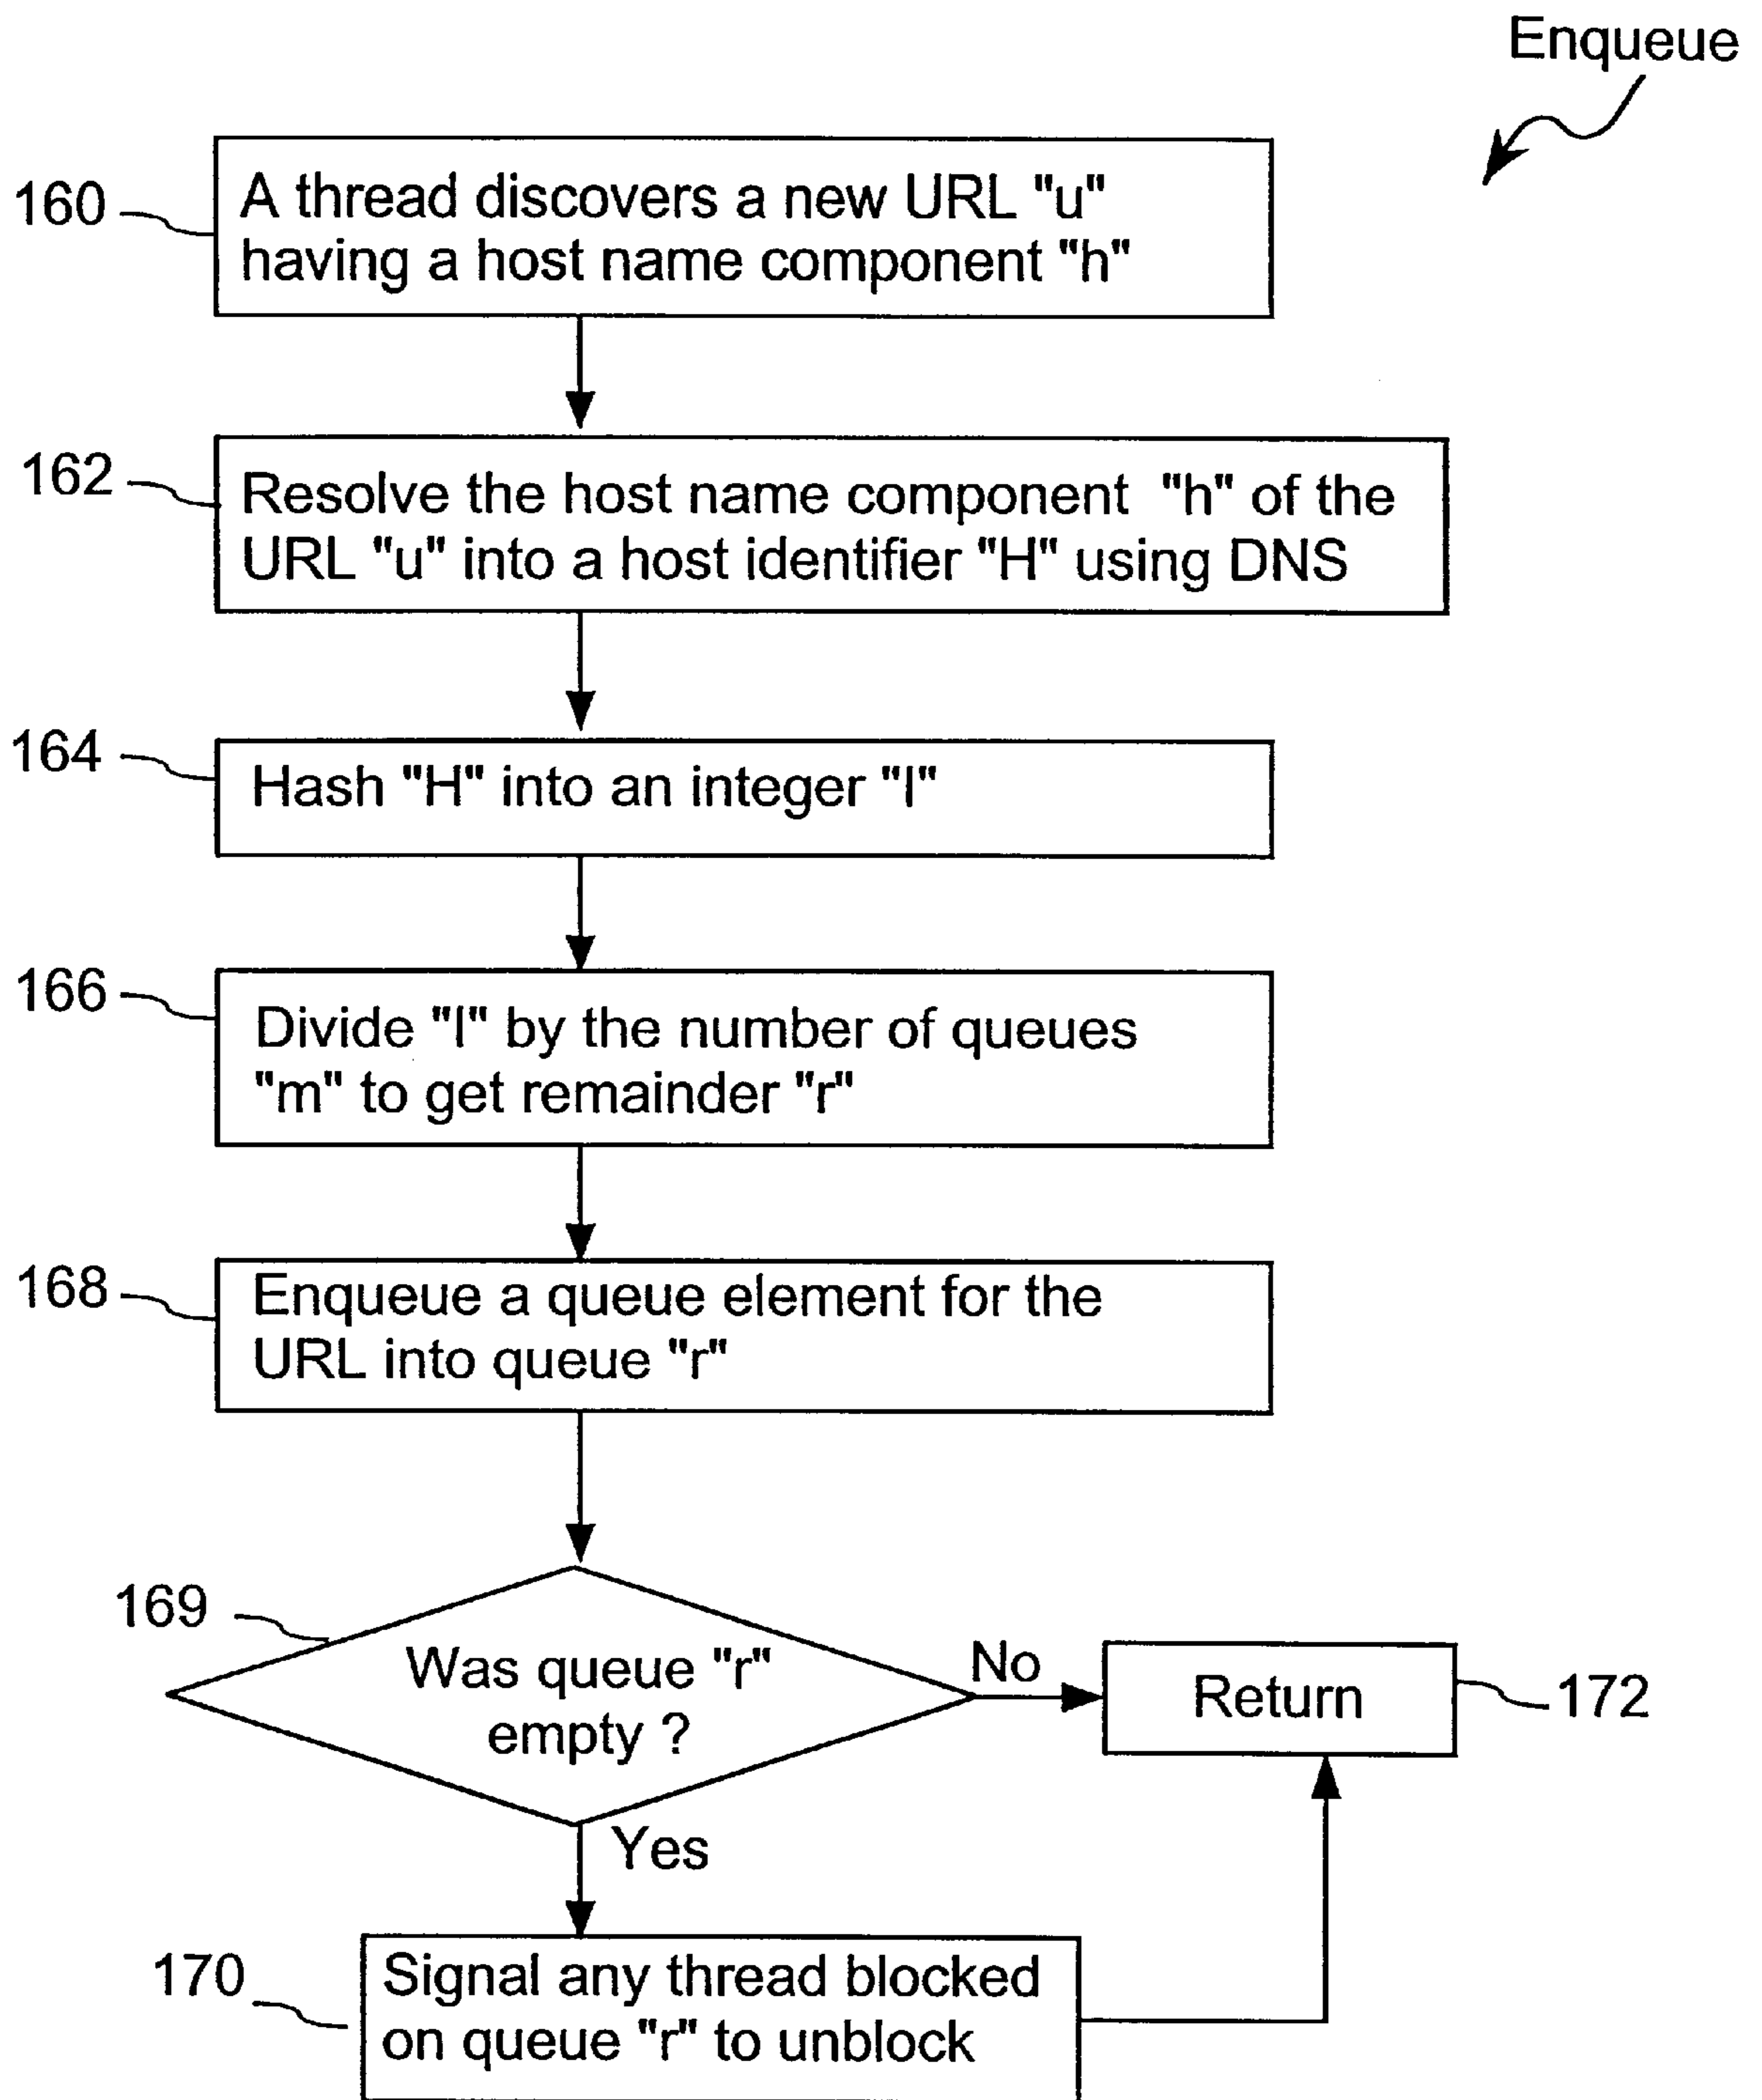 Enqueue
160
A thread discovers a new URL "u"
having a host name component "h"
162
Resolve the host name component "h" of the
URL "u" into a host identifier "H" using DNS
164
Hash "H" into an integer "I"
166
Divide "I" by the number of queues
"m" to get remainder "r"
168
Enqueue a queue element for the
URL into queue "r"
169
Was queue "r"
empty ?
No
Return
172
Yes
170
Signal any thread blocked
on queue "r" to unblock